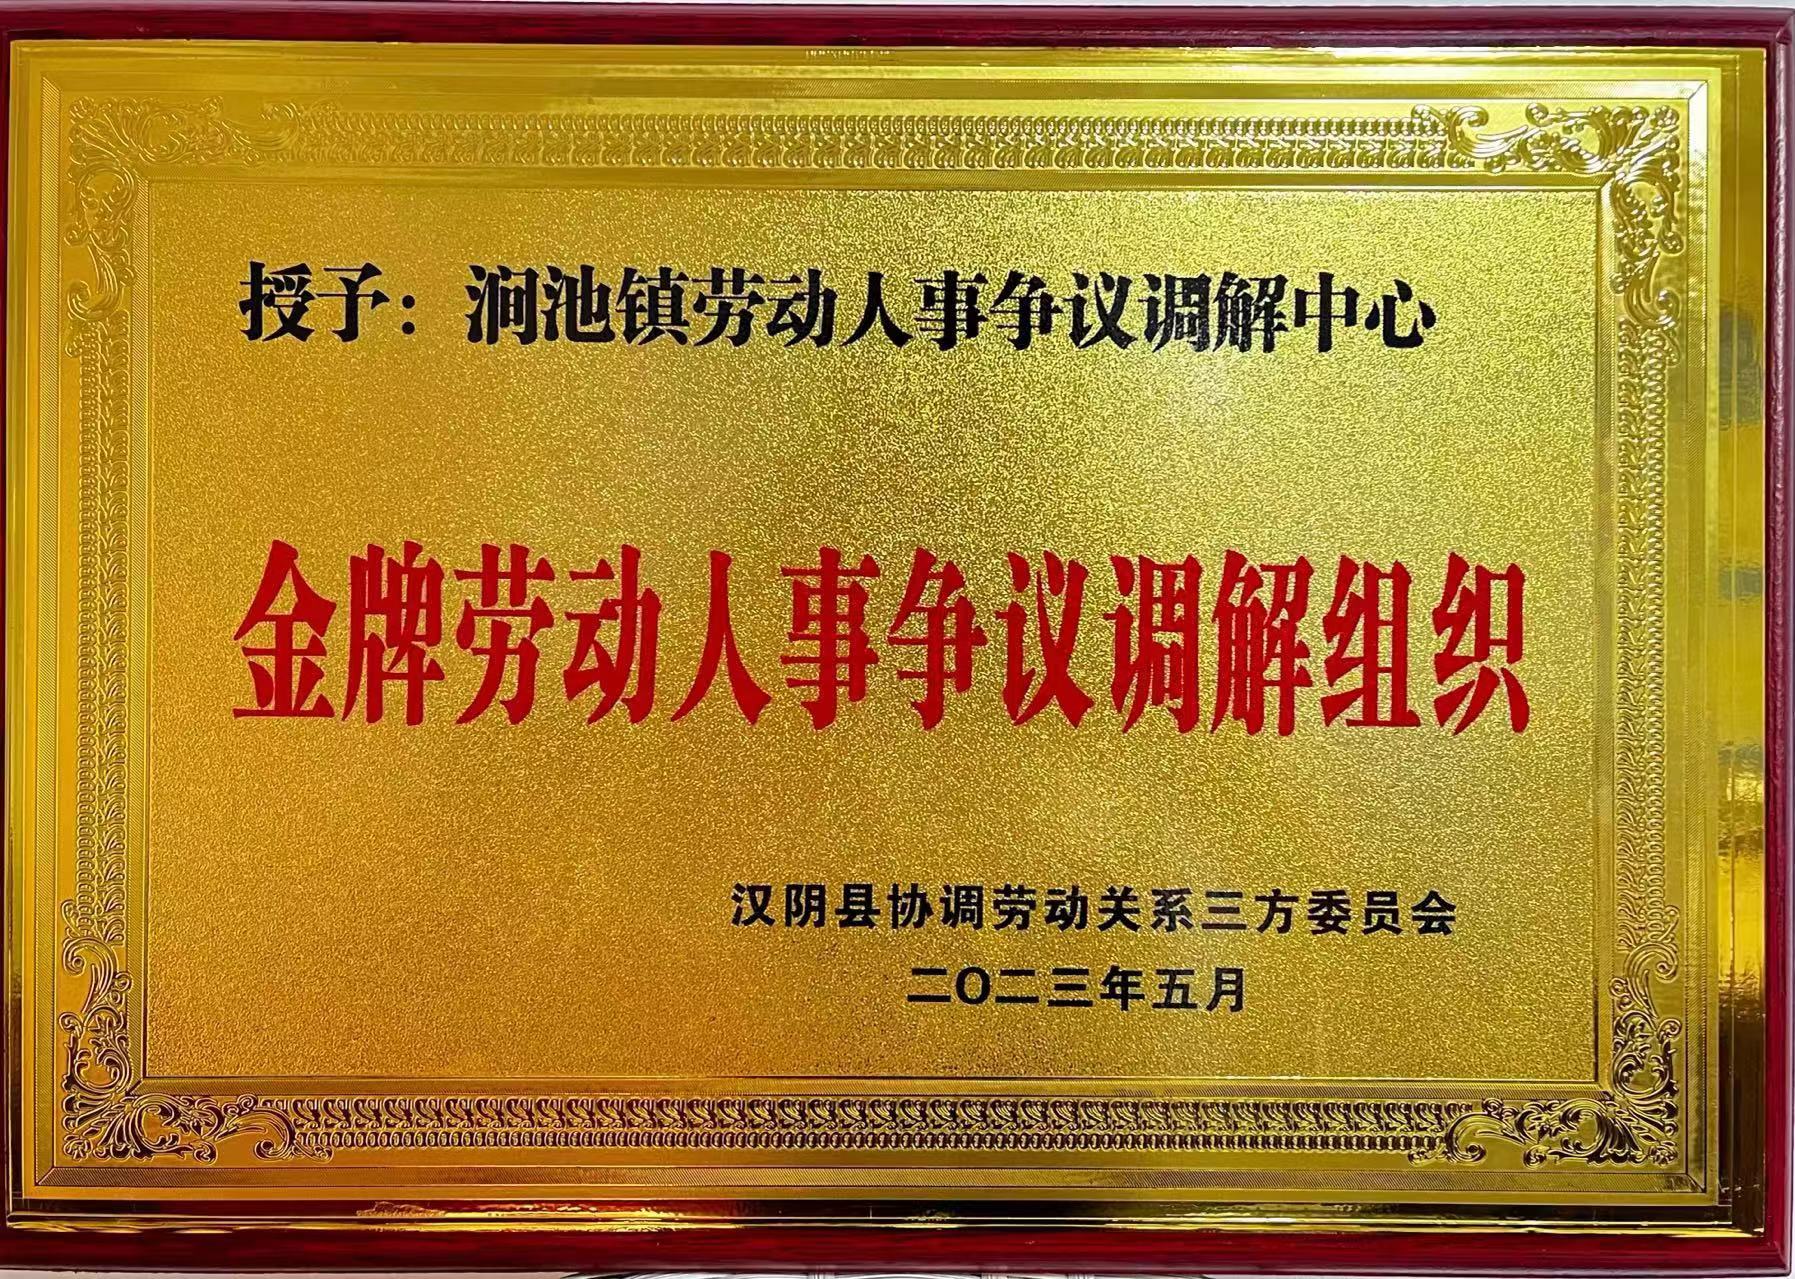 授予：涧池镇劳动人事争议调解中心
金牌劳动人事争议调解组织
汉阴县协调劳动关系三方委员会
二〇二三年五月